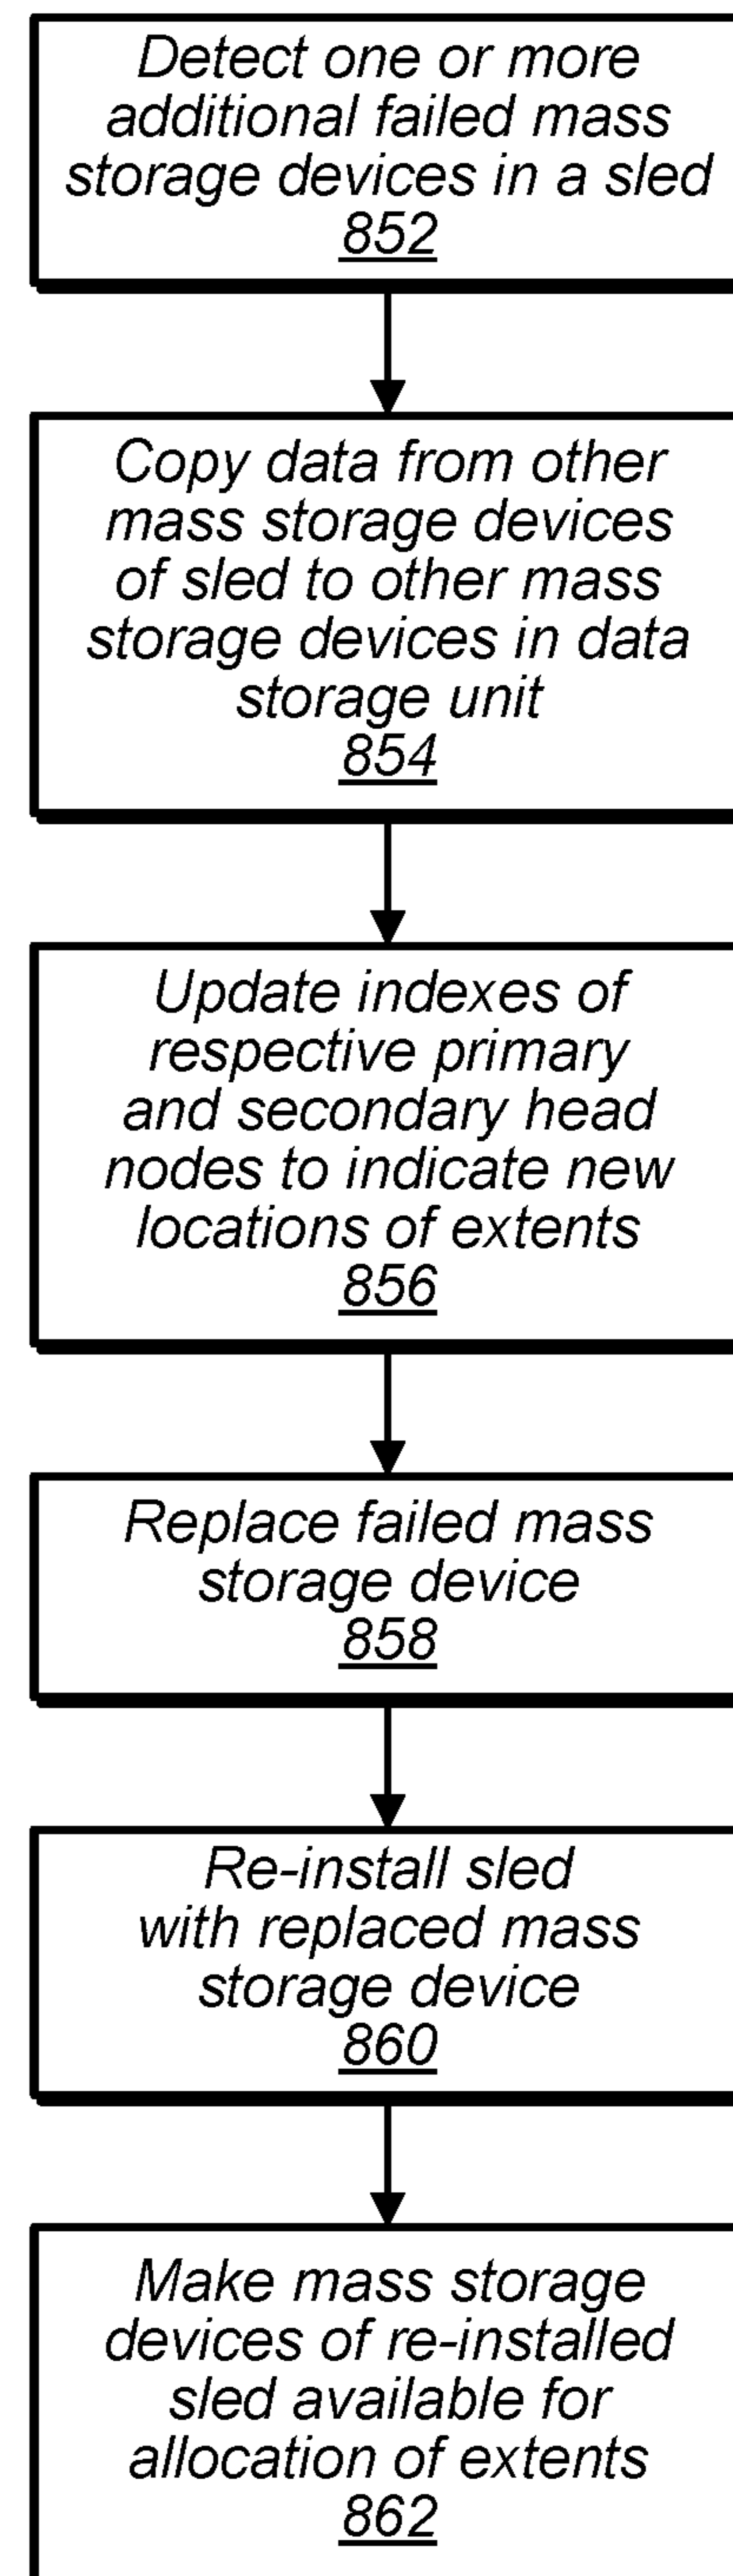 Detect one or more
additional failed mass
storage devices in a sled
852
Copy data from other
mass storage devices
of sled to other mass
storage devices in data
storage unit
854
Update indexes of
respective primary
and secondary head
nodes to indicate new
locations of extents
856
Replace failed mass
storage device
858
Re-install sled
with replaced mass
storage device
860
Make mass storage
devices of re-installed
sled available for
allocation of extents
862